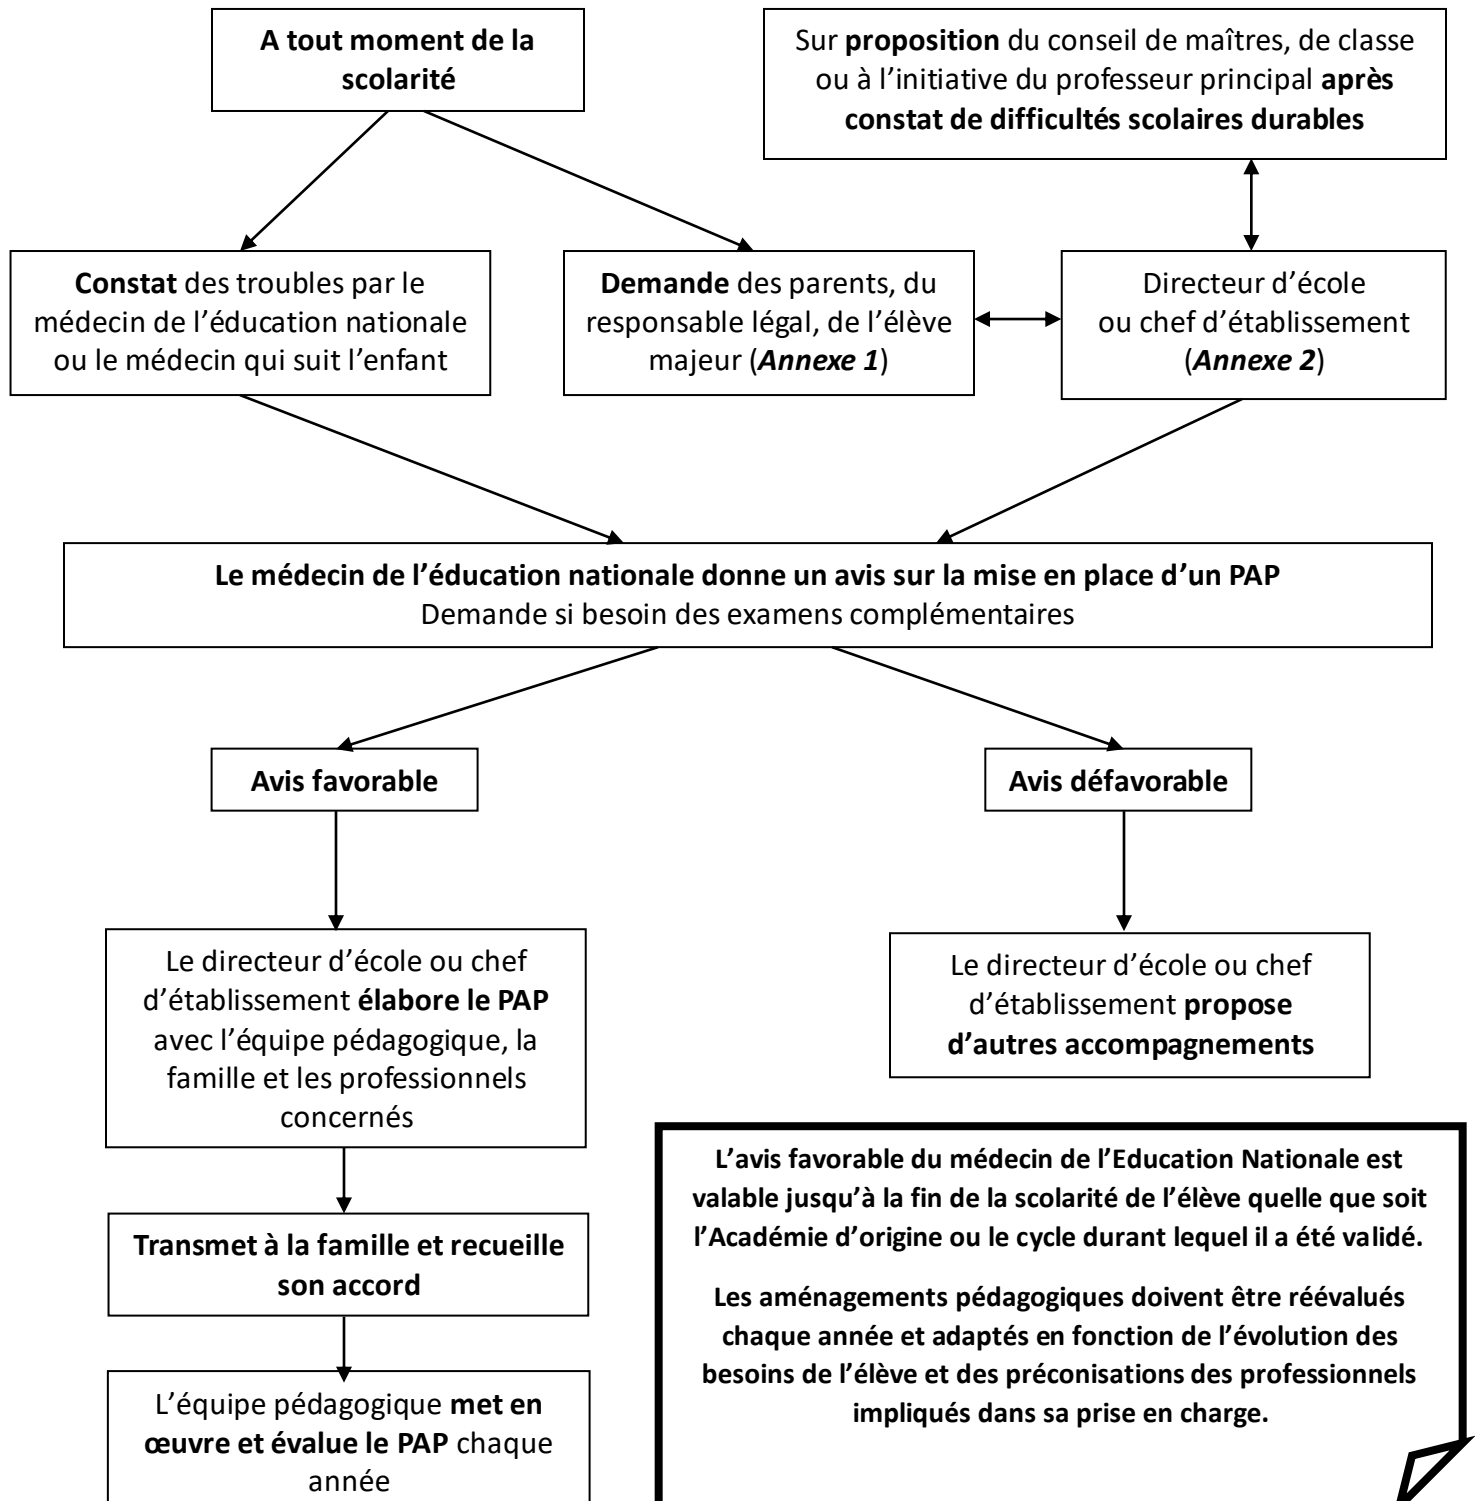 A tout moment de la
scolarité
Sur proposition du conseil de maîtres, de classe
ou à l’initiative du professeur principal après
constat de difficultés scolaires durables
Constat des troubles par le
médecin de l’éducation nationale
ou le médecin qui suit l’enfant
Demande des parents, du
responsable légal, de l’élève
majeur (Annexe 1)
Directeur d’école
ou chef d’établissement
(Annexe 2)
Le médecin de l’éducation nationale donne un avis sur la mise en place d’un PAP
Demande si besoin des examens complémentaires
Avis favorable
Avis défavorable
Le directeur d’école ou chef
d’établissement élabore le PAP
avec l’équipe pédagogique, la
famille et les professionnels
concernés
Le directeur d’école ou chef
d’établissement propose
d’autres accompagnements
Transmet à la famille et recueille
son accord
L’équipe pédagogique met en
œuvre et évalue le PAP chaque
année
L’avis favorable du médecin de l’Education Nationale est
valable jusqu’à la fin de la scolarité de l’élève quelle que soit
l’Académie d’origine ou le cycle durant lequel il a été validé.
Les aménagements pédagogiques doivent être réévalués
chaque année et adaptés en fonction de l’évolution des
besoins de l’élève et des préconisations des professionnels
impliqués dans sa prise en charge.